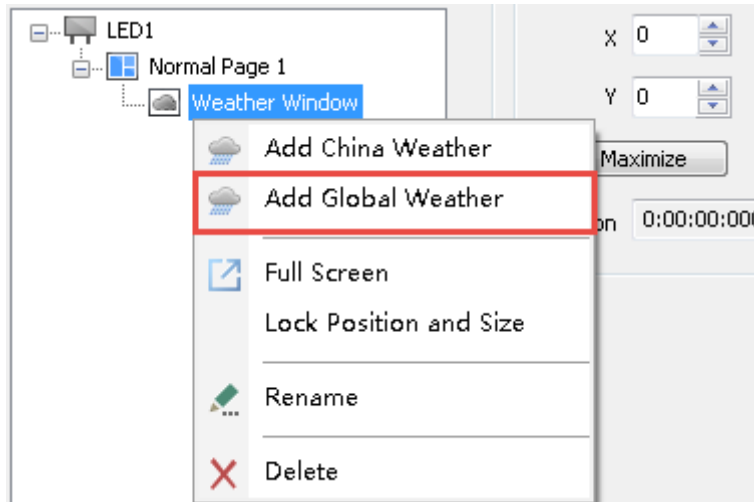 LED1
Normal Page 1
Weather Window
Add China Weather
Add Global Weather
Full Screen
Lock Position and Size
Rename
Delete
X 0
Y 0
Maximize
0:00:00:00